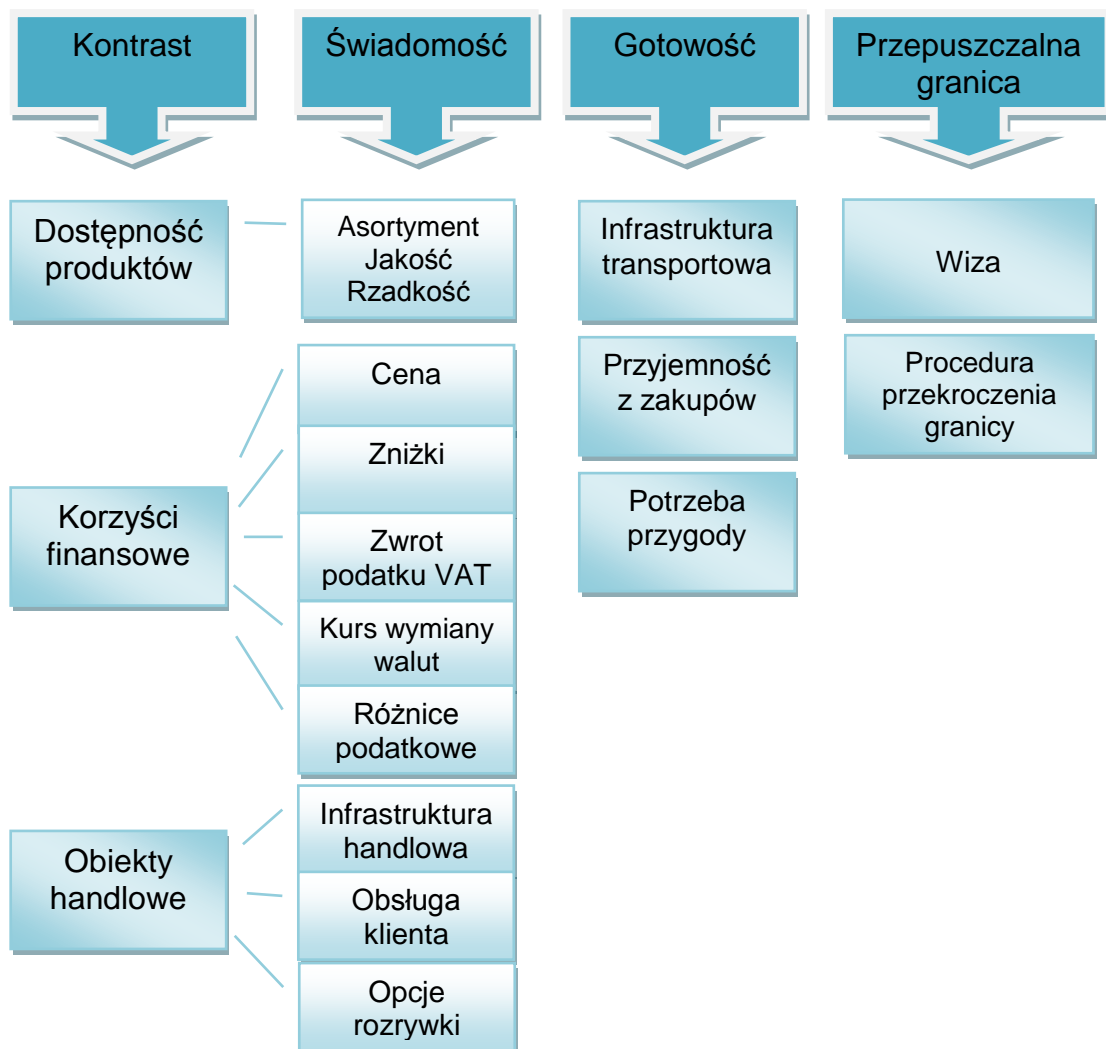 Kontrast
Świadomość
Gotowość
Przepuszczalna
granica
Dostępność
produktów
Asortyment
Jakość
Rzadkość
Infrastruktura
transportowa
Wiza
Cena
Przyjemność
z zakupów
Procedura
przekroczenia
granicy
Zniżki
Korzyści
finansowe
Potrzeba
przygody
Zwrot
podatku VAT
Kurs wymiany
walut
Różnice
podatkowe
Obiekty
handlowe
Infrastruktura
handlowa
Obsługa
klienta
Opcje
rozrywki